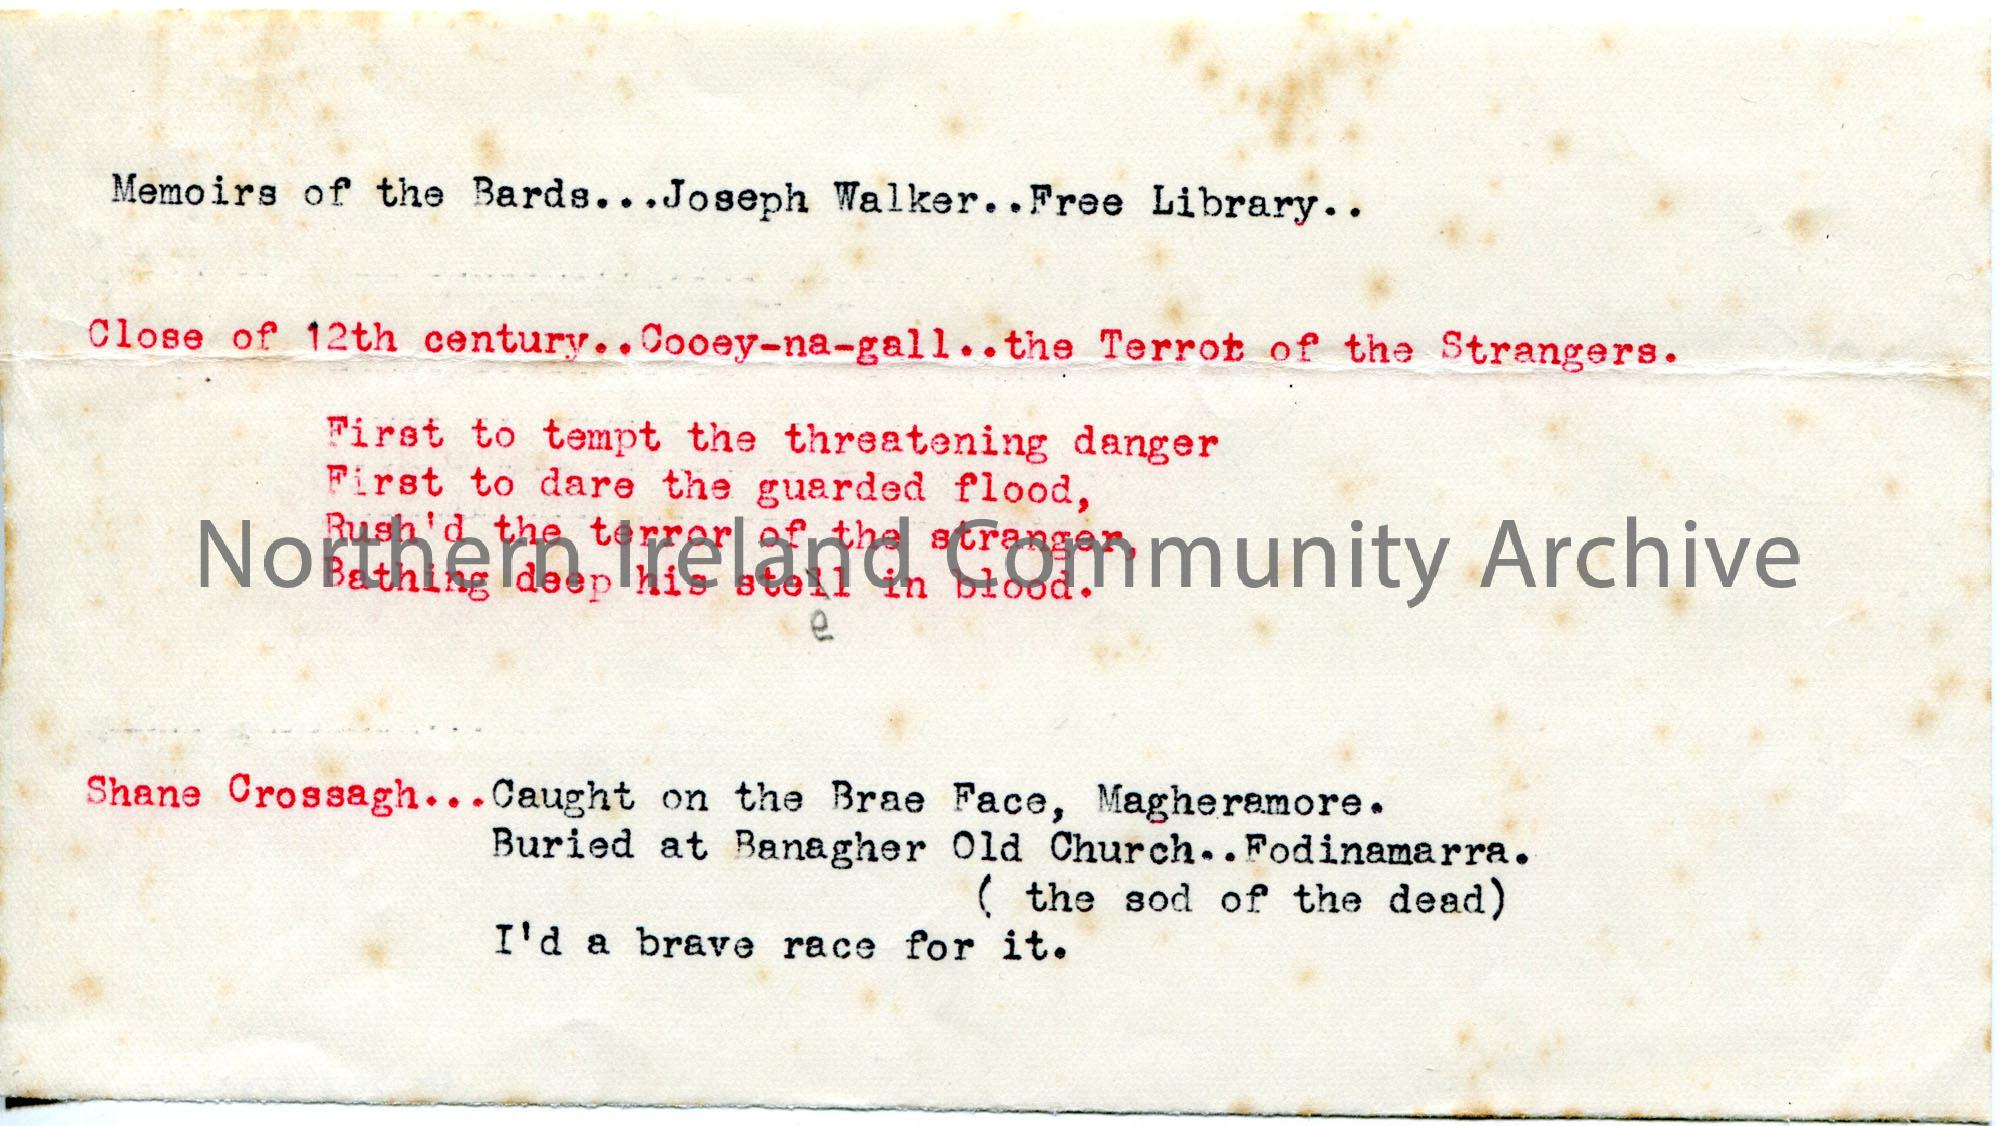 Memoirs of the Bards...Joseph Walker..Free Library..
Close of 12th century..Cooey-na-gall..the Terrot of the Strangers.
First to tempt the threatening danger
First to dare the guarded flood,
Rush'd the terror of the stranger,
Northern Ireland Community Archive
Bathing deep his stell in blood.
e
Shane Crossagh...Caught on the Brae Face, Magheramore.
Buried at Banagher Old Church..Fodinamarra.
( the sod of the dead)
I'd a brave race for it.